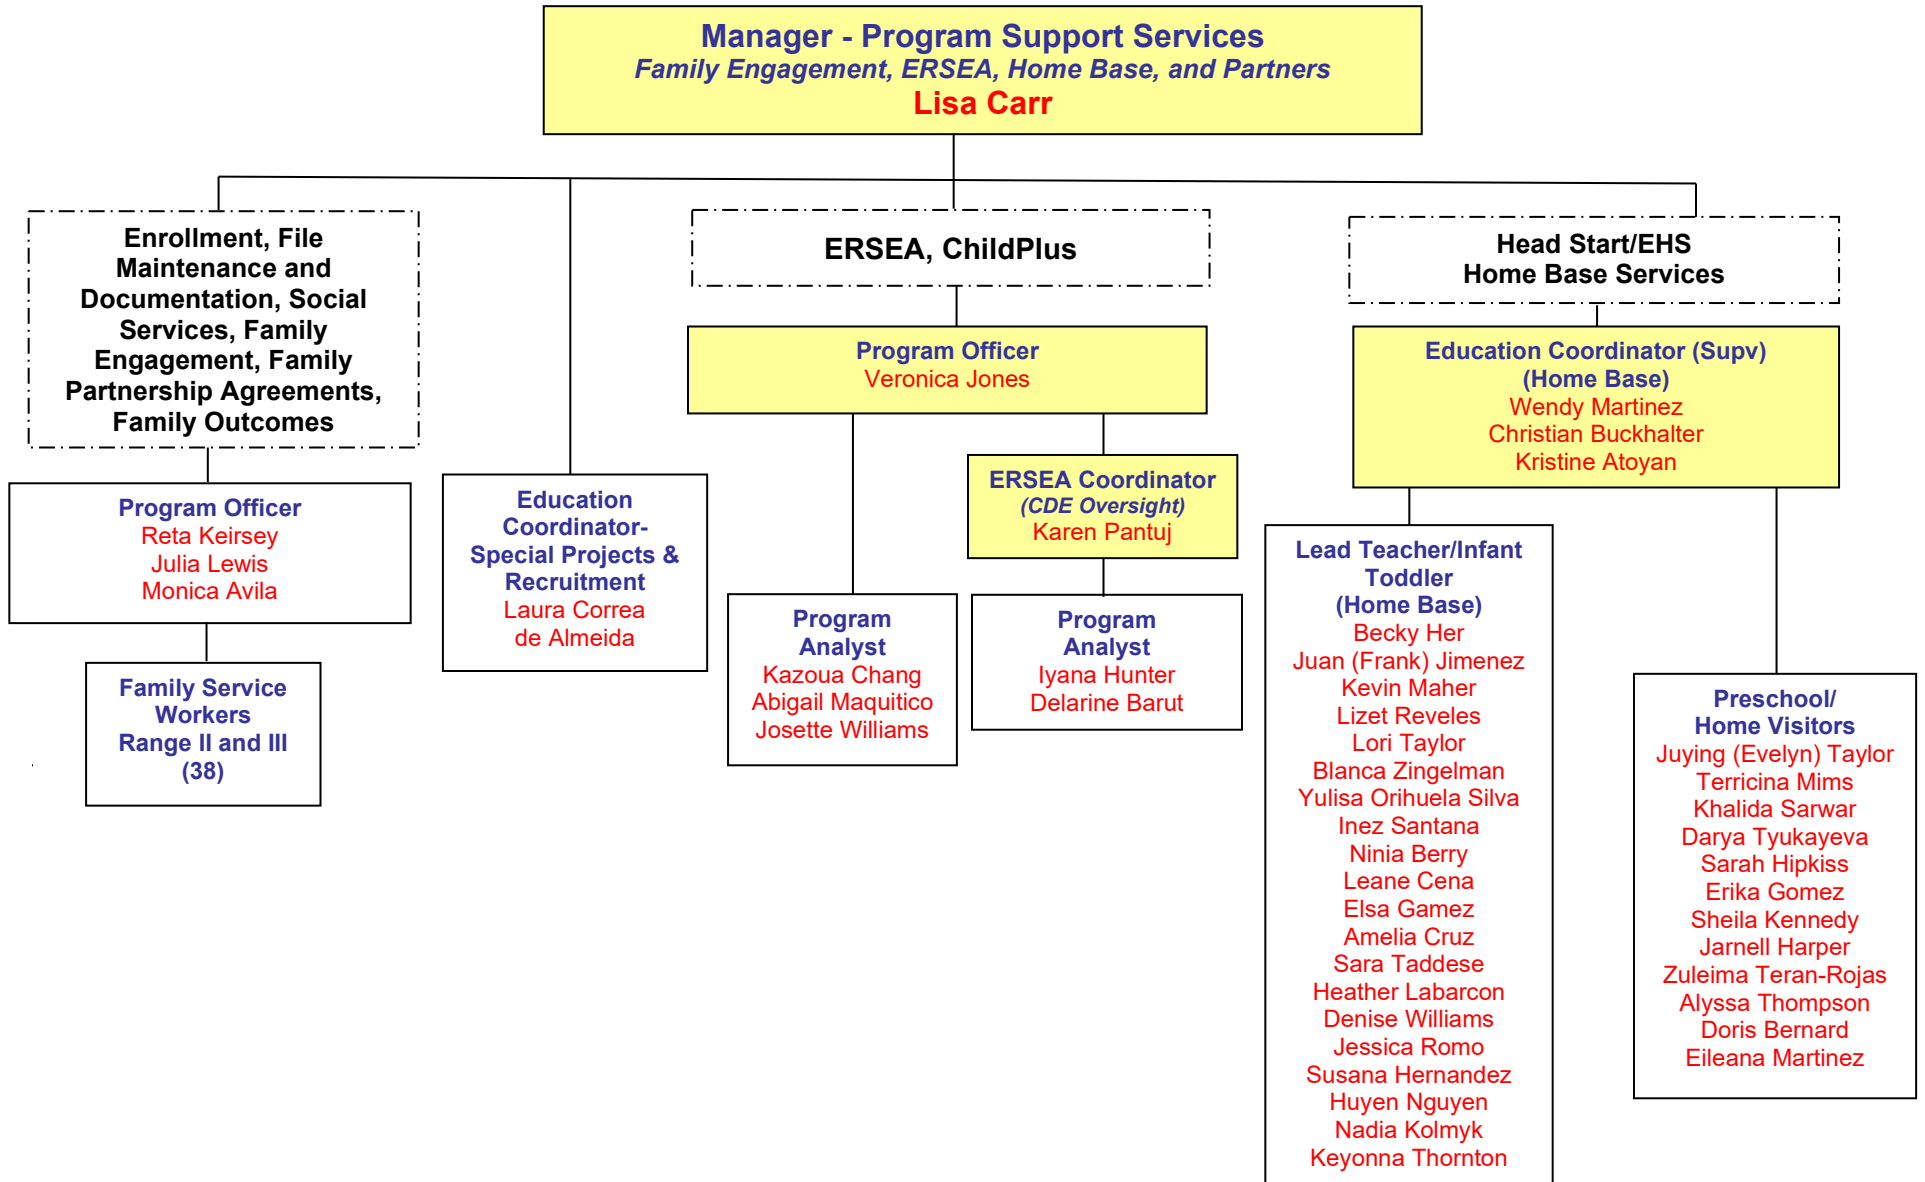 Manager - Program Support Services
Family Engagement, ERSEA, Home Base, and Partners
Lisa Carr
Enrollment, File
Maintenance and
Documentation, Social
Services, Family
Engagement, Family
Partnership Agreements,
Family Outcomes
Program Officer
Reta Keirsey
Julia Lewis
Monica Avila
Family Service
Workers
Range II and III
(38)
Education
Coordinator-
Special Projects &
Recruitment
Laura Correa
de Almeida
ERSEA, ChildPlus
Program Officer
Veronica Jones
Program
Analyst
Kazoua Chang
Abigail Maquitico
Josette Williams
ERSEA Coordinator
(CDE Oversight)
Karen Pantuj
Program
Analyst
Iyana Hunter
Delarine Barut
Head Start/EHS
Home Base Services
Education Coordinator (Supv)
(Home Base)
Wendy Martinez
Christian Buckhalter
Kristine Atoyan
Lead Teacher/Infant
Toddler
(Home Base)
Becky Her
Juan (Frank) Jimenez
Kevin Maher
Lizet Reveles
Lori Taylor
Blanca Zingelman
Yulisa Orihuela Silva
Inez Santana
Ninia Berry
Leane Cena
Elsa Gamez
Amelia Cruz
Sara Taddese
Heather Labarcon
Denise Williams
Jessica Romo
Susana Hernandez
Huyen Nguyen
Nadia Kolmyk
Keyonna Thornton
Preschool/
Home Visitors
Juying (Evelyn) Taylor
Terricina Mims
Khalida Sarwar
Darya Tyukayeva
Sarah Hipkiss
Erika Gomez
Sheila Kennedy
Jarnell Harper
Zuleima Teran-Rojas
Alyssa Thompson
Doris Bernard
Eileana Martinez